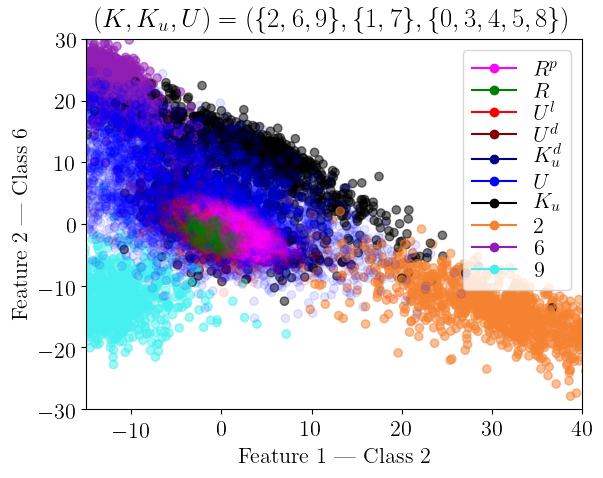 (K, K_u, U) = ({2, 6, 9}, {1, 7}, {0, 3, 4, 5, 8})
30
20
10
0
−10
−20
−30
Feature 2 — Class 6
R^p
R
U^l
U^d
K_u^d
U
K_u
2
6
9
−10
0
10
20
30
40
Feature 1 — Class 2